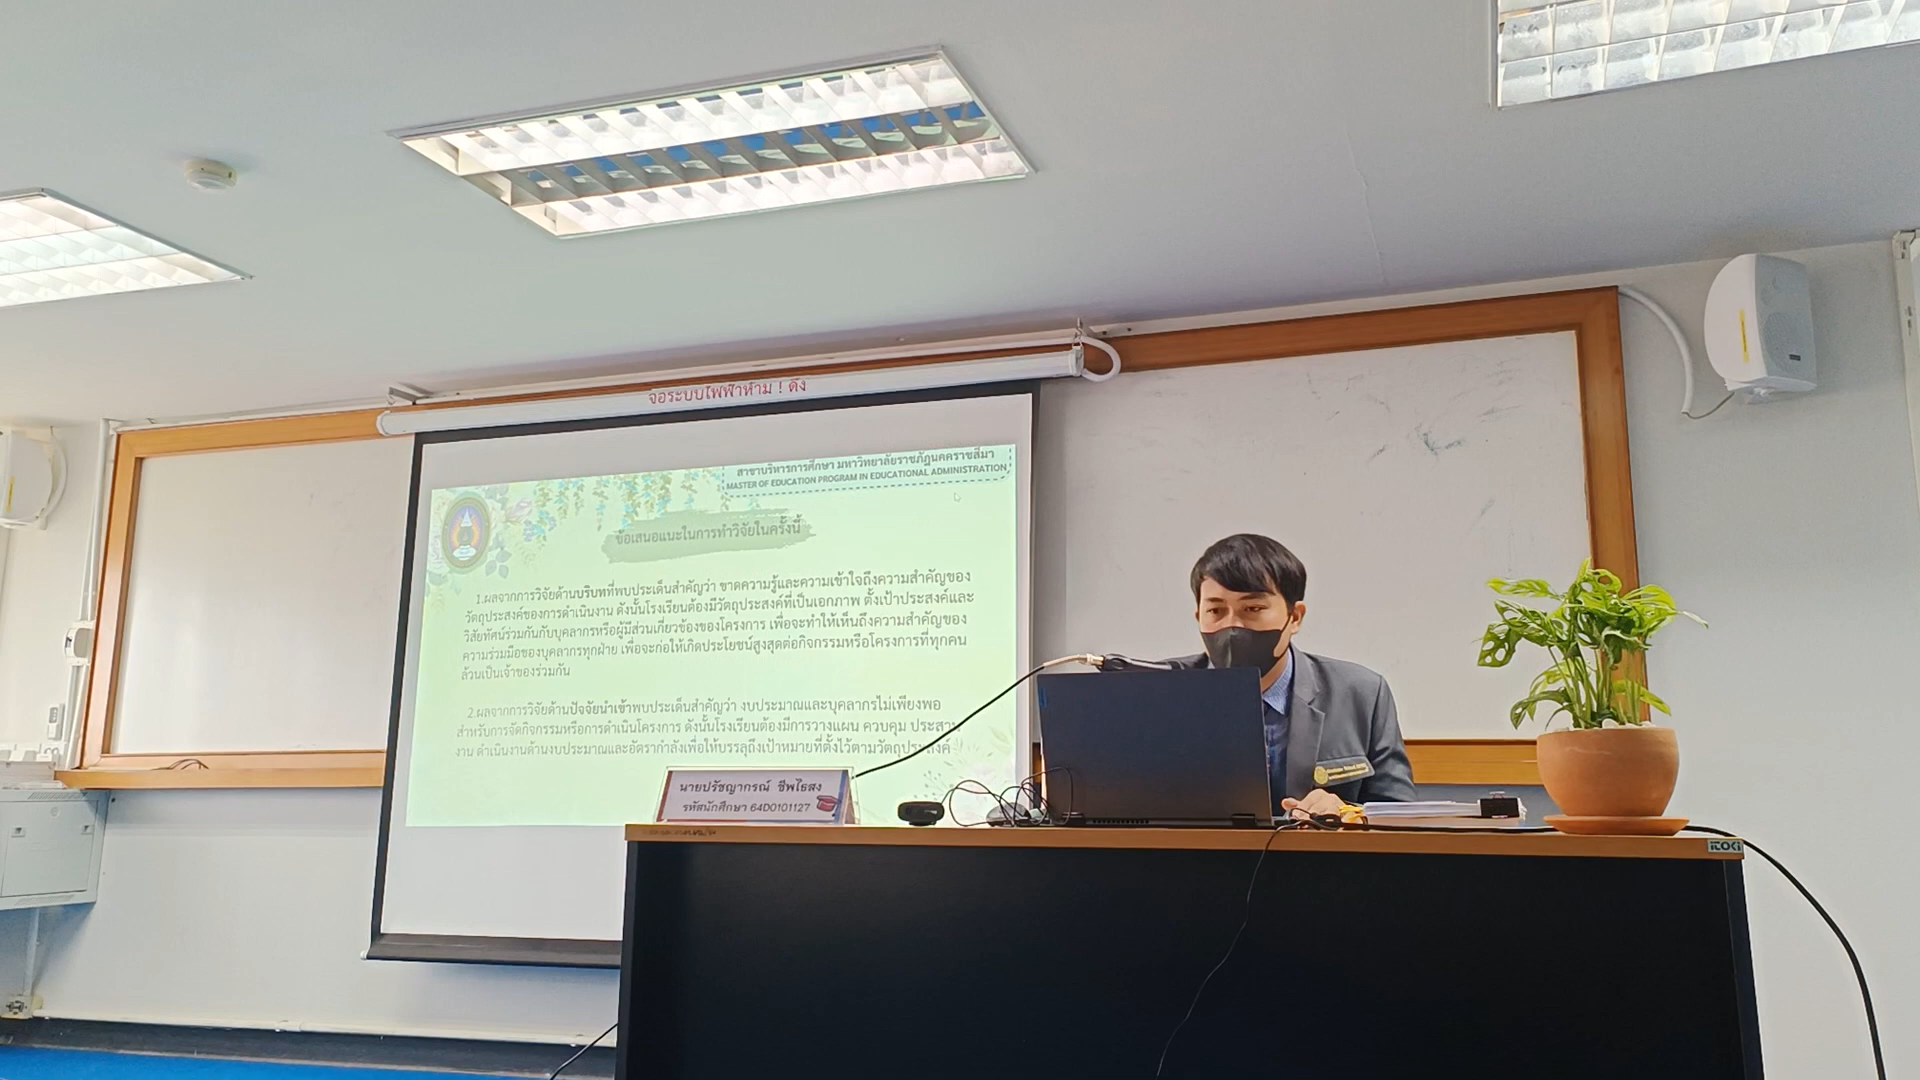 จอระบบไฟฟ้าห้าม ! ดึง
สาขาบริหารการศึกษา มหาวิทยาลัยราชภัฏนครราชสีมา
MASTER OF EDUCATION PROGRAM IN EDUCATIONAL ADMINISTRATION
ข้อเสนอแนะในการทำวิจัยในครั้งนี้
1.ผลจากการวิจัยด้านบริบทที่พบประเด็นสำคัญว่า ขาดความรู้และความเข้าใจถึงความสำคัญของ
วัตถุประสงค์ของการดำเนินงาน ดังนั้นโรงเรียนต้องมีวัตถุประสงค์ที่เป็นเอกภาพ ตั้งเป้าประสงค์และ
วิสัยทัศน์ร่วมกันกับบุคลากรหรือผู้มีส่วนเกี่ยวข้องของโครงการ เพื่อจะทำให้เห็นถึงความสำคัญของ
ความร่วมมือของบุคลากรทุกฝ่าย เพื่อจะก่อให้เกิดประโยชน์สูงสุดต่อกิจกรรมหรือโครงการที่ทุกคน
ล้วนเป็นเจ้าของร่วมกัน
2.ผลจากการวิจัยด้านปัจจัยนำเข้าพบประเด็นสำคัญว่า งบประมาณและบุคลากรไม่เพียงพอ
สำหรับการจัดกิจกรรมหรือการดำเนินโครงการ ดังนั้นโรงเรียนต้องมีการวางแผน ควบคุม ประสาน
งาน ดำเนินงานด้านงบประมาณและอัตรากำลังเพื่อให้บรรลุถึงเป้าหมายที่ตั้งไว้ตามวัตถุประสงค์
นายปรัชญากรณ์ ชีพไธสง
รหัสนักศึกษา 64D0101127
ITOKI